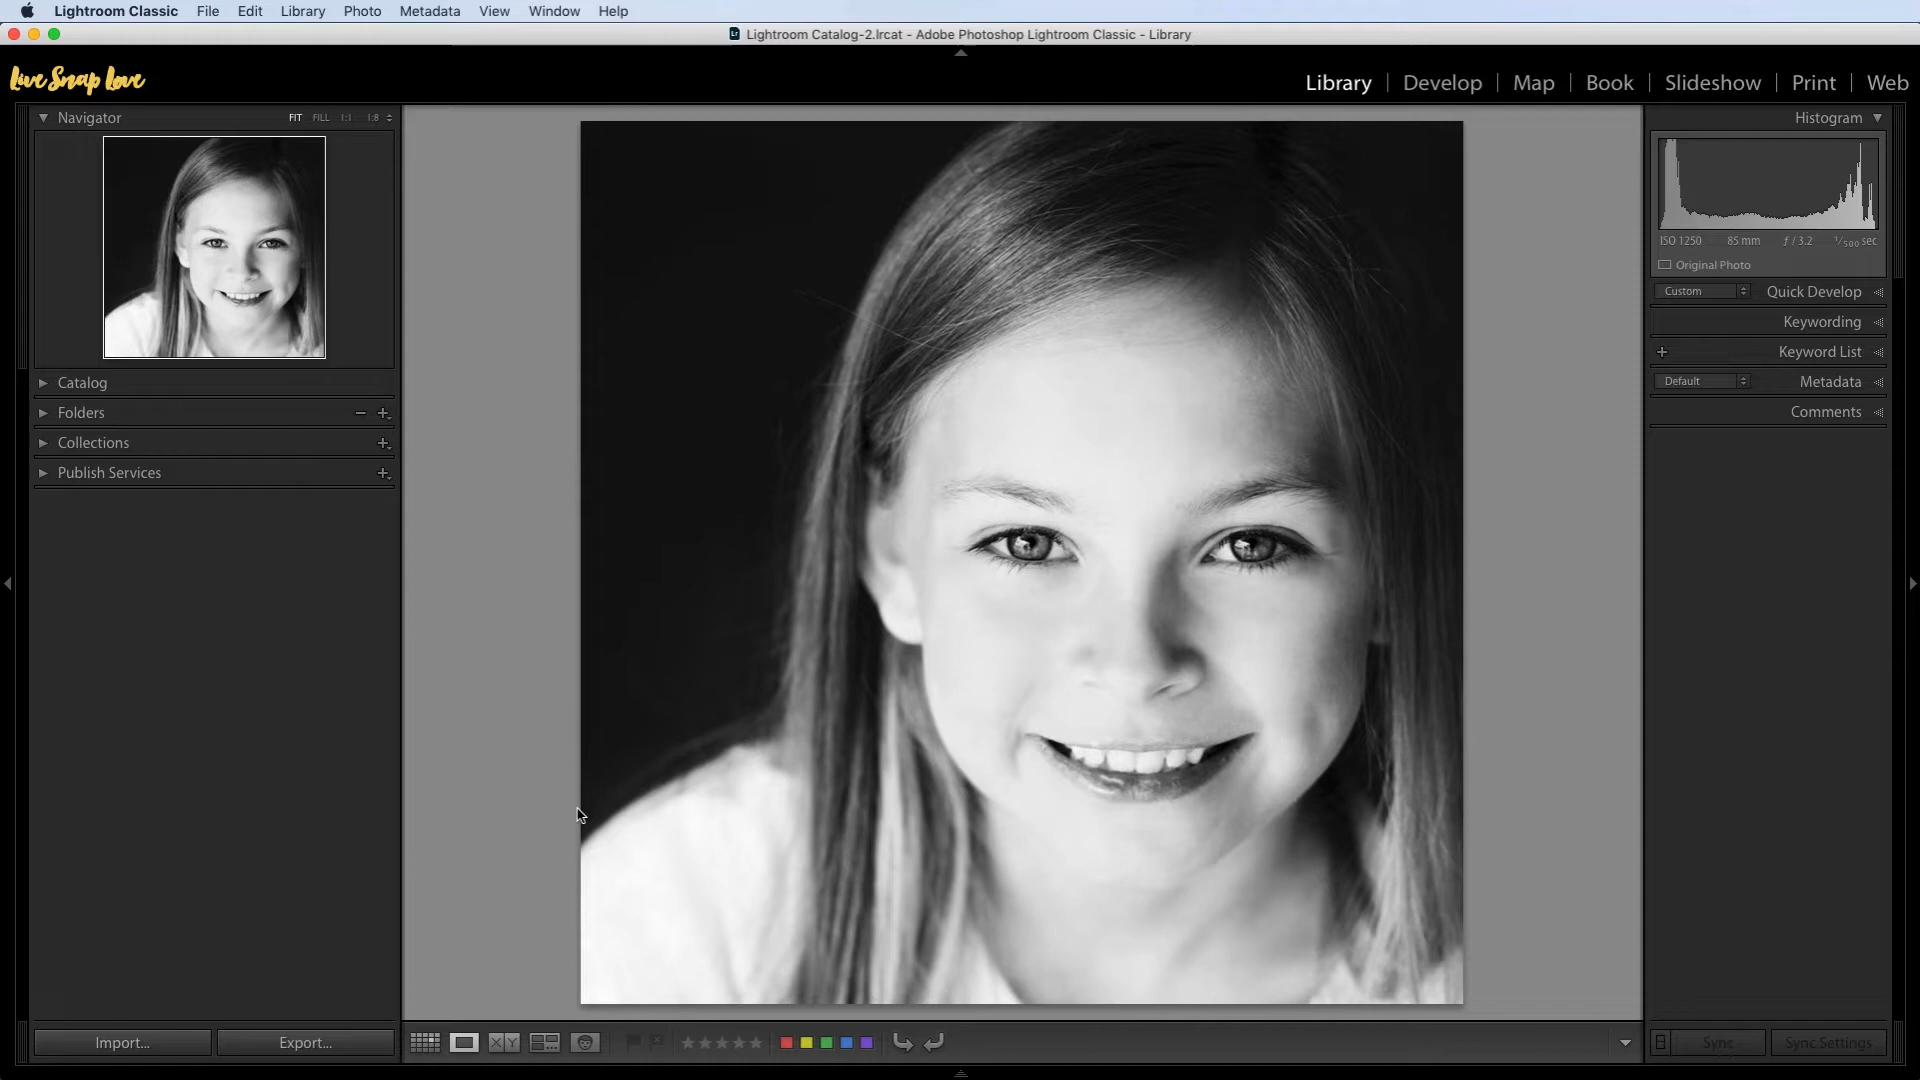 Lightroom Classic File Edit Library Photo Metadata View Window Help
Lightroom Catalog-2.lrcat - Adobe Photoshop Lightroom Classic - Library
Live Snap Love
Library | Develop | Map | Book | Slideshow | Print | Web
Navigator FIT FILL 1:1 1:8
Histogram
ISO 1250 85 mm ƒ / 3.2 1/500 sec
Original Photo
Custom Quick Develop
Keywording
Keyword List
Default Metadata
Comments
Catalog
Folders
Collections
Publish Services
Import... Export...
X Y
Sync Sync Settings